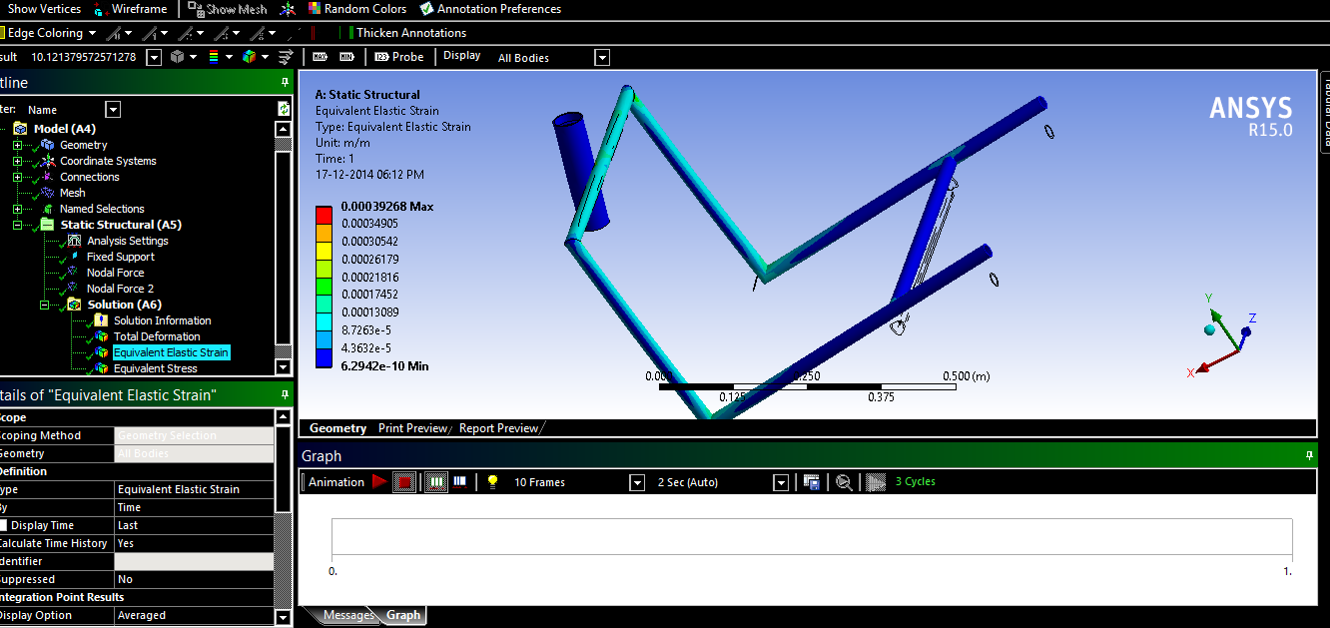 Show Vertices Wireframe Show Mesh Random Colors Annotation Preferences
Edge Coloring Thicken Annotations
sult 10.121379572571278 Probe Display All Bodies
tline
ter: Name
Model (A4)
Geometry
Coordinate Systems
Connections
Mesh
Named Selections
Static Structural (A5)
Analysis Settings
Fixed Support
Nodal Force
Nodal Force 2
Solution (A6)
Solution Information
Total Deformation
Equivalent Elastic Strain
Equivalent Stress
tails of "Equivalent Elastic Strain"
cope
coping Method Geometry Selection
eometry All Bodies
Definition
ype Equivalent Elastic Strain
By Time
Display Time Last
Calculate Time History Yes
dentifier
uppressed No
ntegration Point Results
Display Option Averaged
A: Static Structural
Equivalent Elastic Strain
Type: Equivalent Elastic Strain
Unit: m/m
Time: 1
17-12-2014 06:12 PM
0.00039268 Max
0.00034905
0.00030542
0.00026179
0.00021816
0.00017452
0.00013089
8.7263e-5
4.3632e-5
6.2942e-10 Min
ANSYS
R15.0
Y
Z
X
0.000 0.250 0.500 (m)
0.125 0.375
Geometry Print Preview Report Preview
Graph
Animation 10 Frames 2 Sec (Auto) 3 Cycles
0. 1.
Messages Graph
Tabular Data